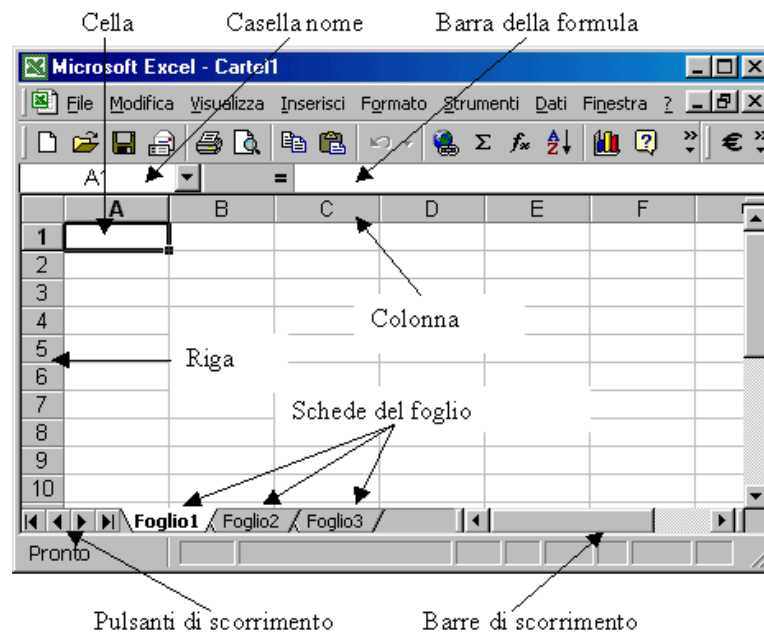 Cella Casella nome Barra della formula
Microsoft Excel - Cartel1
File Modifica Visualizza Inserisci Formato Strumenti Dati Finestra ?
A1 =
A B C D E F
1
2
3
4
Colonna
5
Riga
6
7
Schede del foglio
8
9
10
Foglio1 Foglio2 Foglio3
Pronto
Pulsanti di scorrimento Barre di scorrimento